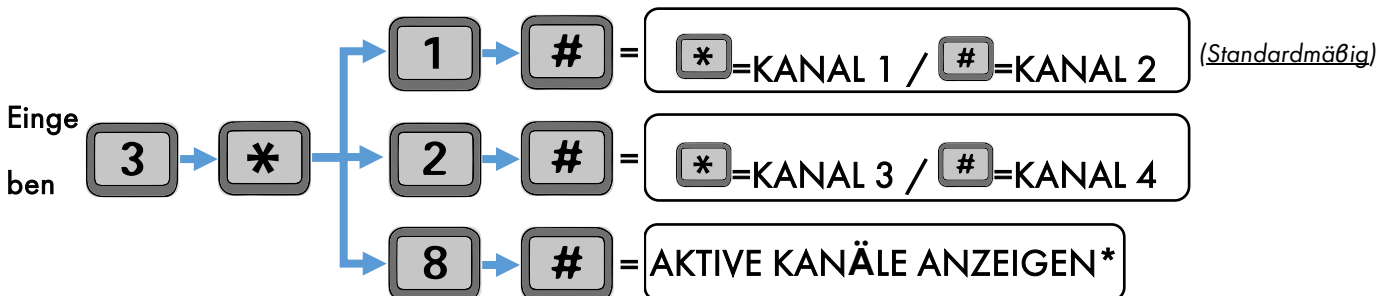 1 # = * =KANAL 1 / # =KANAL 2 (Standardmäßig)
Einge
3 * 2 # = * =KANAL 3 / # =KANAL 4
ben
8 # = AKTIVE KANÄLE ANZEIGEN*